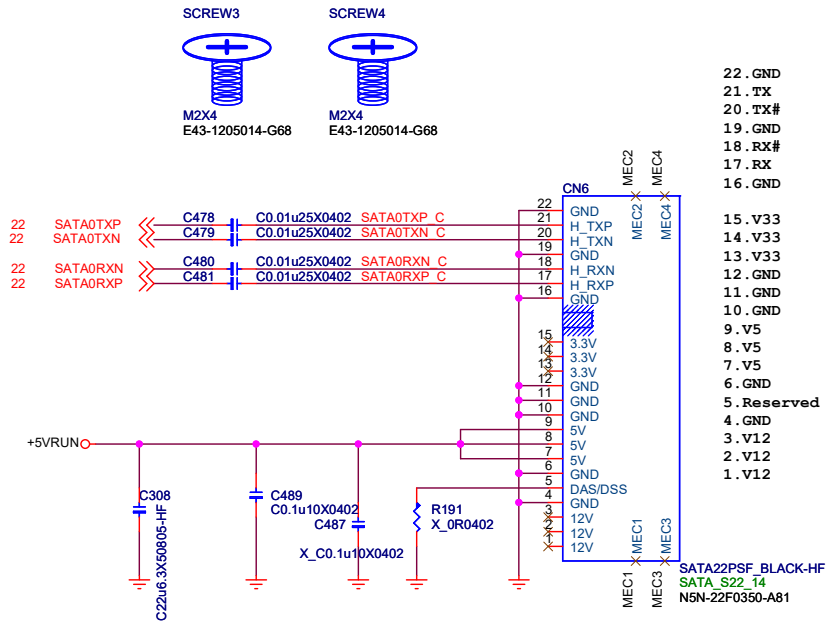 SCREW3 SCREW4
M2X4 M2X4
E43-1205014-G68 E43-1205014-G68
22.GND
21.TX
20.TX#
19.GND
18.RX#
17.RX
16.GND
15.V33
14.V33
13.V33
12.GND
11.GND
10.GND
9.V5
8.V5
7.V5
6.GND
5.Reserved
4.GND
3.V12
2.V12
1.V12
MEC2 MEC4
CN6
MEC2 MEC4
22 SATA0TXP C478 C0.01u25X0402 SATA0TXP_C
22 SATA0TXN C479 C0.01u25X0402 SATA0TXN_C
22 SATA0RXN C480 C0.01u25X0402 SATA0RXN_C
22 SATA0RXP C481 C0.01u25X0402 SATA0RXP_C
22 GND
21 H_TXP
20 H_TXN
19 GND
18 H_RXN
17 H_RXP
16 GND
15 3.3V
14 3.3V
13 3.3V
12 GND
11 GND
10 GND
9 5V
8 5V
7 5V
6 GND
5 DAS/DSS
4 GND
3 12V
2 12V
1 12V
+5VRUN
C308
C22u6.3X50805-HF
C489
C0.1u10X0402
C487
X_C0.1u10X0402
R191
X_0R0402
MEC1 MEC3
MEC1 MEC3
SATA22PSF_BLACK-HF
SATA_S22_14
N5N-22F0350-A81